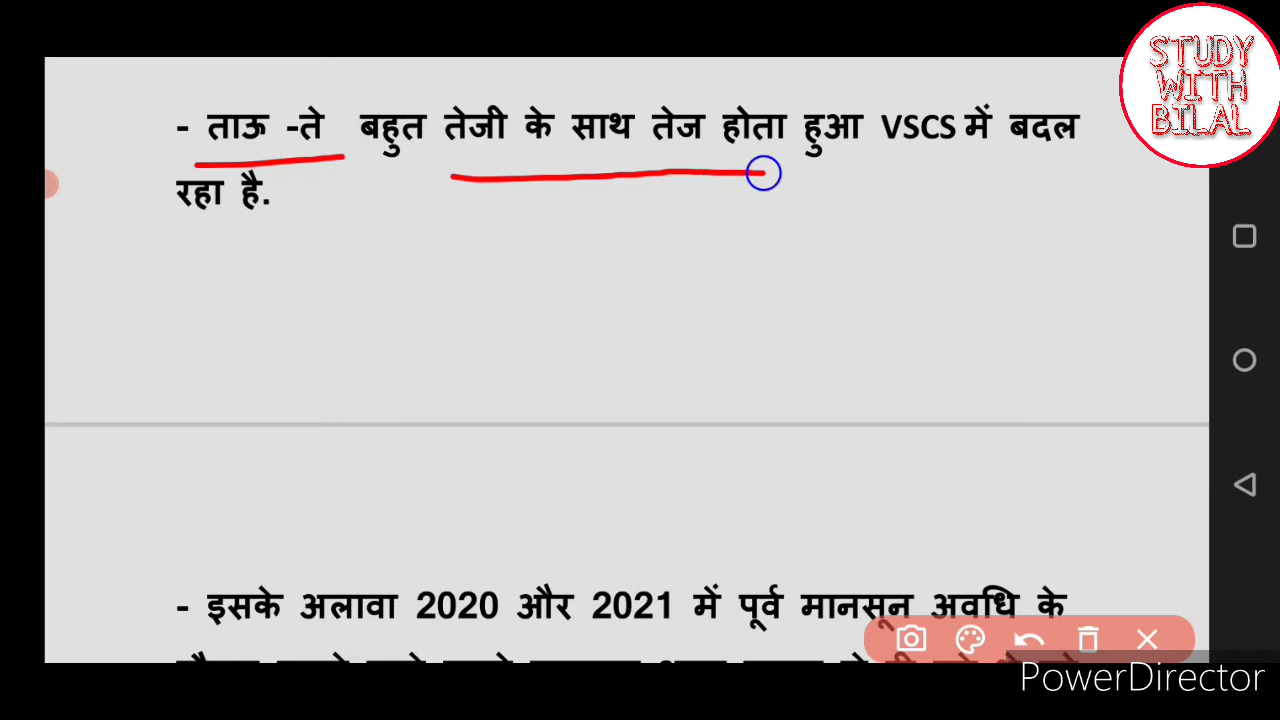 STUDY
WITH
BILAL
- ताऊ -ते बहुत तेजी के साथ तेज होता हुआ VSCS में बदल
रहा है.
- इसके अलावा 2020 और 2021 में पूर्व मानसून अवधि के
PowerDirector